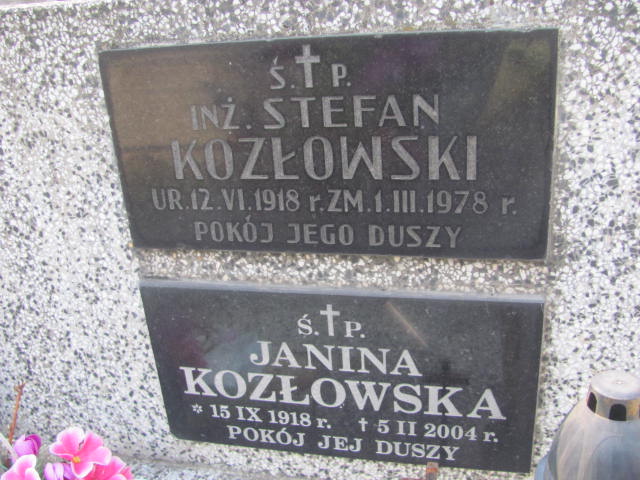 Ś.†P.
INŻ. STEFAN
KOZŁOWSKI
UR.12.VI.1918 r. ZM.1.III.1978 r.
POKÓJ JEGO DUSZY
Ś.†P.
JANINA
KOZŁOWSKA
* 15 IX 1918 r. † 5 II 2004 r.
POKÓJ JEJ DUSZY